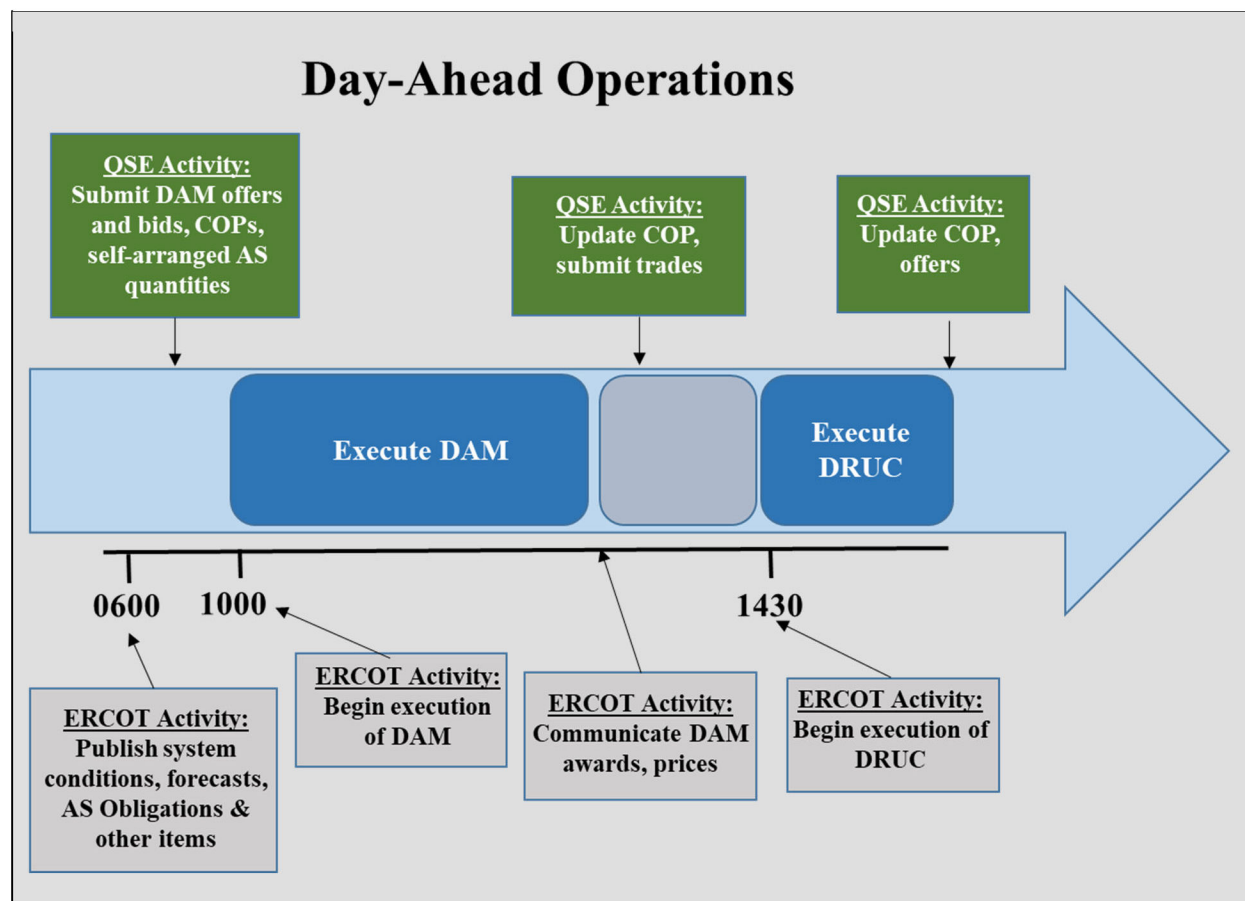 Day-Ahead Operations
QSE Activity:
Submit DAM offers
and bids, COPs,
self-arranged AS
quantities
QSE Activity:
Update COP,
submit trades
QSE Activity:
Update COP,
offers
Execute DAM
Execute
DRUC
0600
1000
1430
ERCOT Activity:
Publish system
conditions, forecasts,
AS Obligations &
other items
ERCOT Activity:
Begin execution
of DAM
ERCOT Activity:
Communicate DAM
awards, prices
ERCOT Activity:
Begin execution of
DRUC